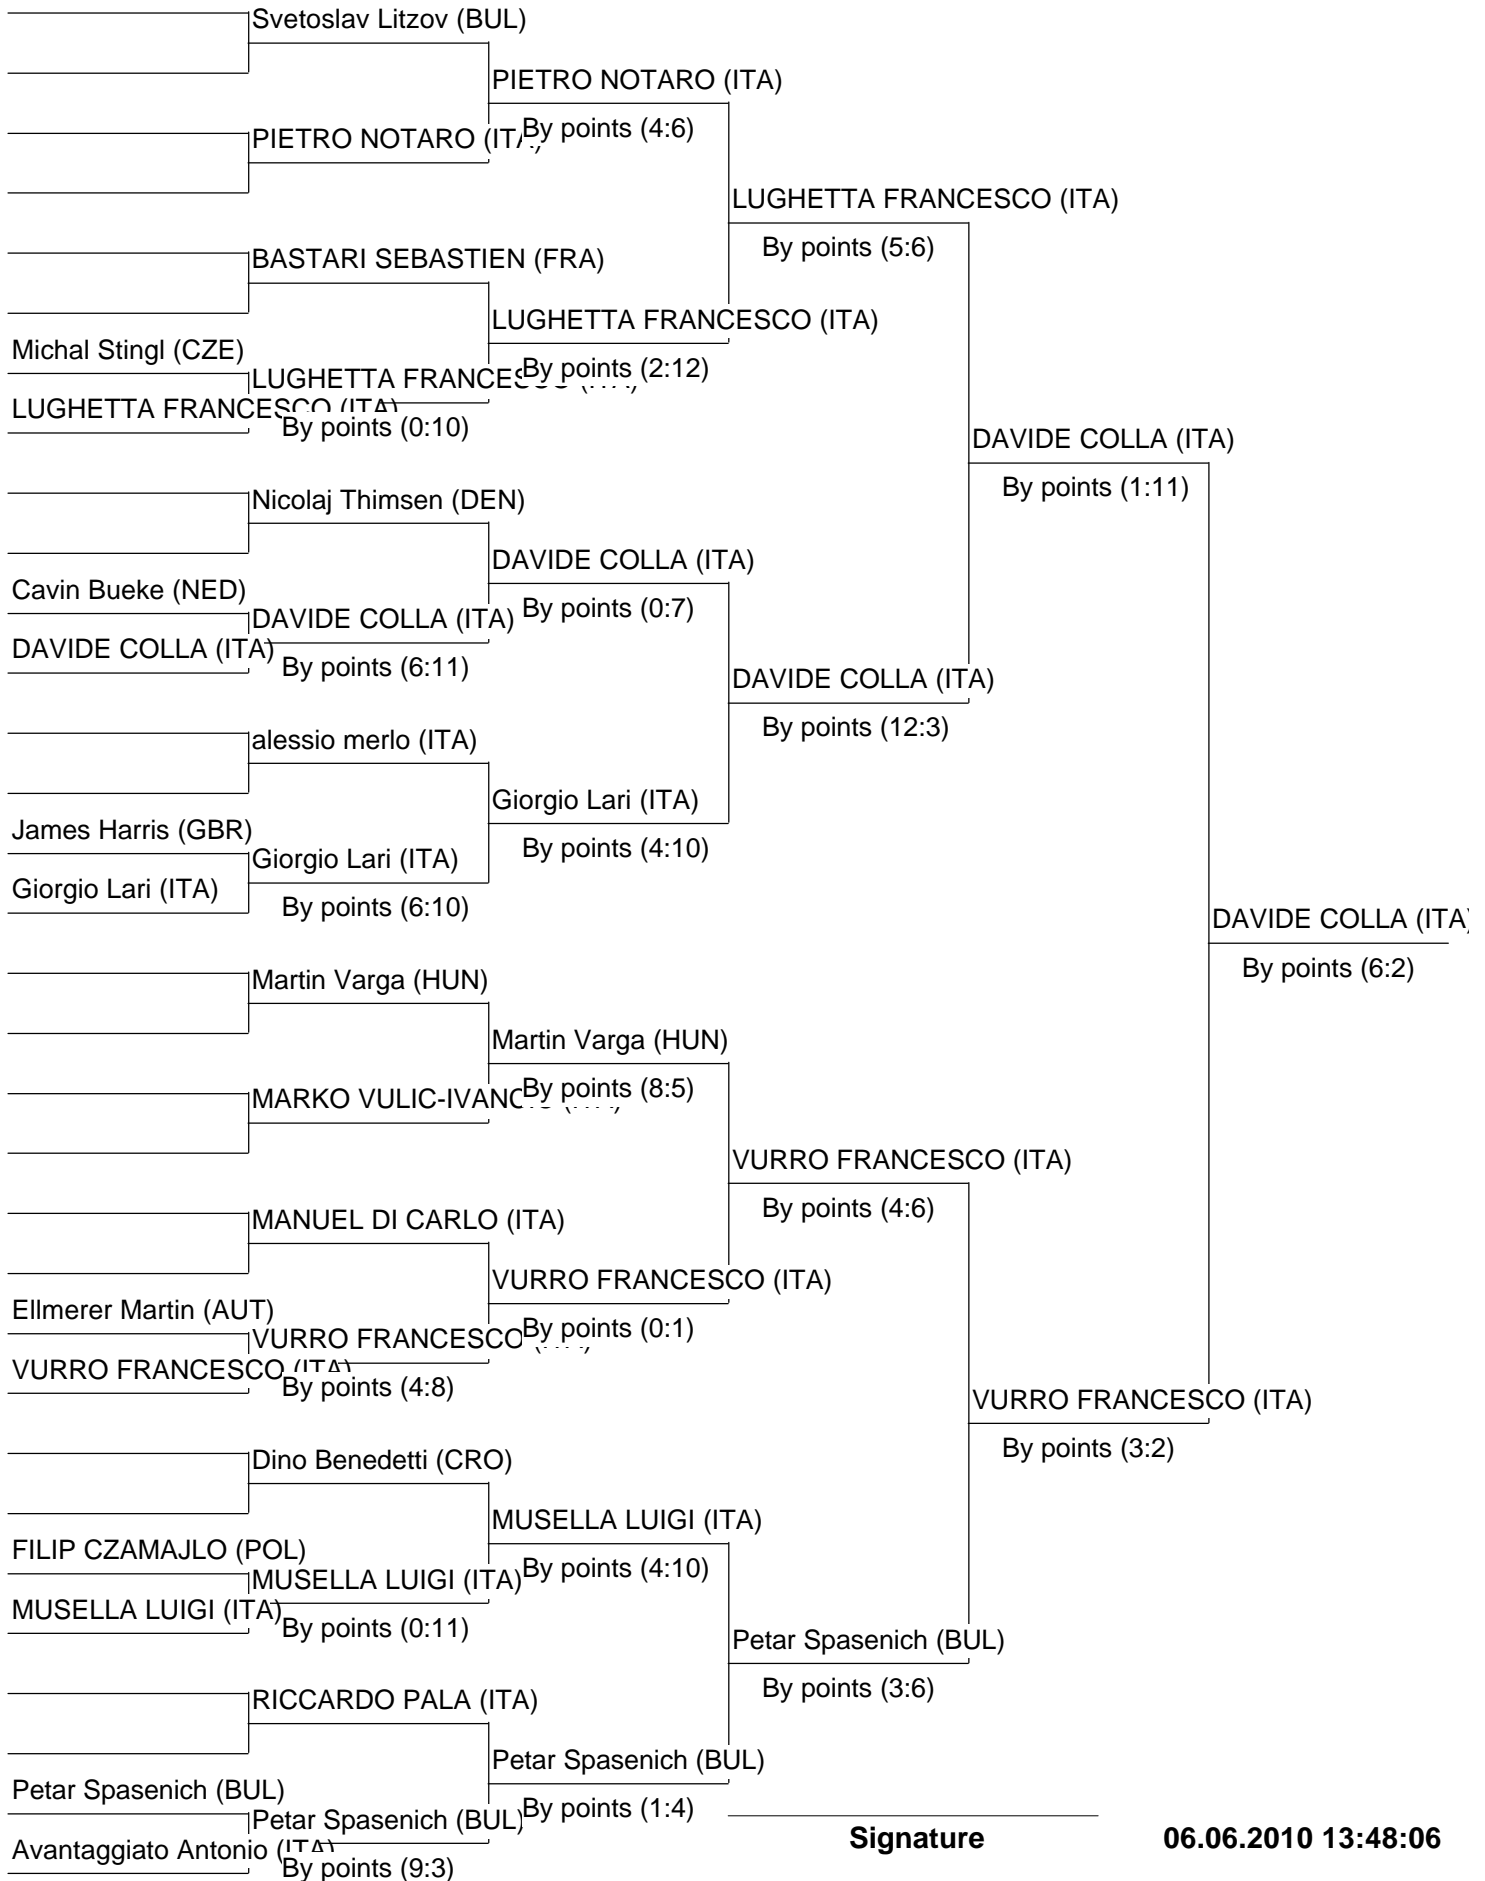 Svetoslav Litzov (BUL)
PIETRO NOTARO (ITA)
By points (4:6)
PIETRO NOTARO (ITA)
LUGHETTA FRANCESCO (ITA)
By points (5:6)
BASTARI SEBASTIEN (FRA)
LUGHETTA FRANCESCO (ITA)
By points (2:12)
Michal Stingl (CZE)
LUGHETTA FRANCESCO (ITA)
LUGHETTA FRANCESCO (ITA)
By points (0:10)
DAVIDE COLLA (ITA)
By points (1:11)
Nicolaj Thimsen (DEN)
DAVIDE COLLA (ITA)
By points (0:7)
Cavin Bueke (NED)
DAVIDE COLLA (ITA)
DAVIDE COLLA (ITA)
By points (6:11)
DAVIDE COLLA (ITA)
By points (12:3)
alessio merlo (ITA)
Giorgio Lari (ITA)
By points (4:10)
James Harris (GBR)
Giorgio Lari (ITA)
Giorgio Lari (ITA)
By points (6:10)
DAVIDE COLLA (ITA)
By points (6:2)
Martin Varga (HUN)
Martin Varga (HUN)
By points (8:5)
MARKO
VURRO FRANCESCO (ITA)
By points (4:6)
MANUEL DI CARLO (ITA)
VURRO FRANCESCO (ITA)
By points (0:1)
Ellmerer Martin (AUT)
VURRO FRANCESCO (ITA)
VURRO FRANCESCO (ITA)
By points (4:8)
VURRO FRANCESCO (ITA)
By points (3:2)
Dino Benedetti (CRO)
MUSELLA LUIGI (ITA)
By points (4:10)
FILIP CZAMAJLO (POL)
MUSELLA LUIGI (ITA)
MUSELLA LUIGI (ITA)
By points (0:11)
Petar Spasenich (BUL)
By points (3:6)
RICCARDO PALA (ITA)
Petar Spasenich (BUL)
By points (1:4)
Petar Spasenich (BUL)
Petar Spasenich (BUL)
Avantaggiato Antonio (ITA)
By points (9:3)
Signature
06.06.2010 13:48:06